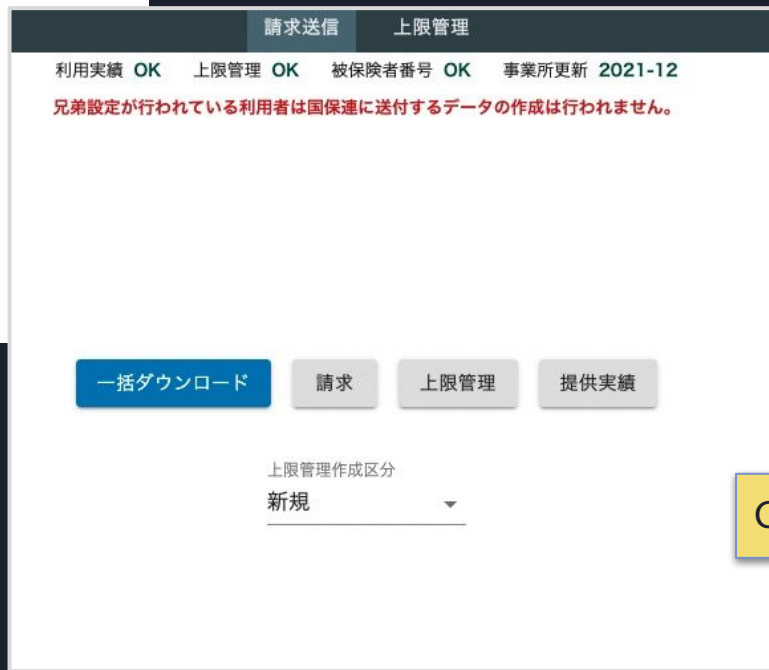 請求送信 上限管理
利用実績 OK 上限管理 OK 被保険者番号 OK 事業所更新 2021-12
兄弟設定が行われている利用者は国保連に送付するデータの作成は行われません。
一括ダウンロード 請求 上限管理 提供実績
上限管理作成区分
新規